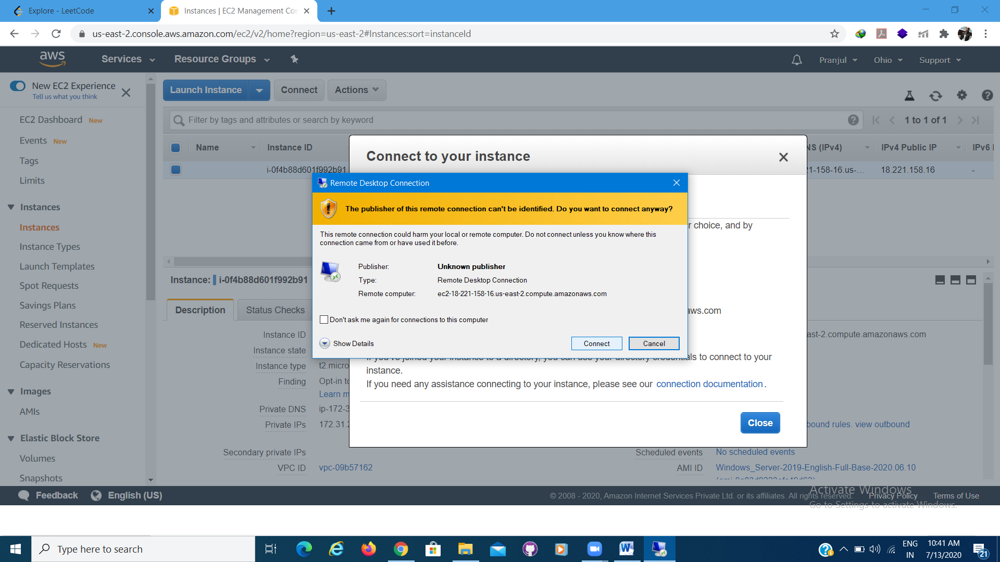 Explore - LeetCode
Instances | EC2 Management Con
us-east-2.console.aws.amazon.com/ec2/v2/home?region=us-east-2#Instances:sort=instanceId
aws
Services
Resource Groups
Pranjul
Ohio
Support
New EC2 Experience
Tell us what you think
Launch Instance
Connect
Actions
EC2 Dashboard New
Events New
Tags
Limits
Instances
Instances
Instance Types
Launch Templates
Spot Requests
Savings Plans
Reserved Instances
Dedicated Hosts New
Capacity Reservations
Images
AMIs
Elastic Block Store
Volumes
Snapshots
Filter by tags and attributes or search by keyword
1 to 1 of 1
Name
Instance ID
NS (IPv4)
IPv4 Public IP
IPv6 I
i-0f4b88d601f992b91
21-158-16.us-...
18.221.158.16
-
Connect to your instance
r choice, and by
aws.com
Remote Desktop Connection
The publisher of this remote connection can't be identified. Do you want to connect anyway?
This remote connection could harm your local or remote computer. Do not connect unless you know where this
connection came from or have used it before.
Publisher: Unknown publisher
Type: Remote Desktop Connection
Remote computer: ec2-18-221-158-16.us-east-2.compute.amazonaws.com
Don't ask me again for connections to this computer
Show Details
Connect
Cancel
If you've joined your instance to a directory, you can use your directory credentials to connect to your
instance.
If you need any assistance connecting to your instance, please see our connection documentation.
Close
Instance: i-0f4b88d601f992b91
Description
Status Checks
Instance ID
ast-2.compute.amazonaws.com
Instance state
Instance type t2.micro
Finding Opt-in to
Learn m
Private DNS ip-172-3
Private IPs 172.31.2
bound rules. view outbound
Secondary private IPs
Scheduled events No scheduled events
VPC ID vpc-09b57162
AMI ID Windows_Server-2019-English-Full-Base-2020.06.10
Feedback
English (US)
© 2008 - 2020, Amazon Internet Services Private Ltd. or its affiliates. All rights reserved.
Privacy Policy
Terms of Use
Activate Windows
Go to Settings to activate Windows.
Type here to search
ENG
IN
10:41 AM
7/13/2020
21